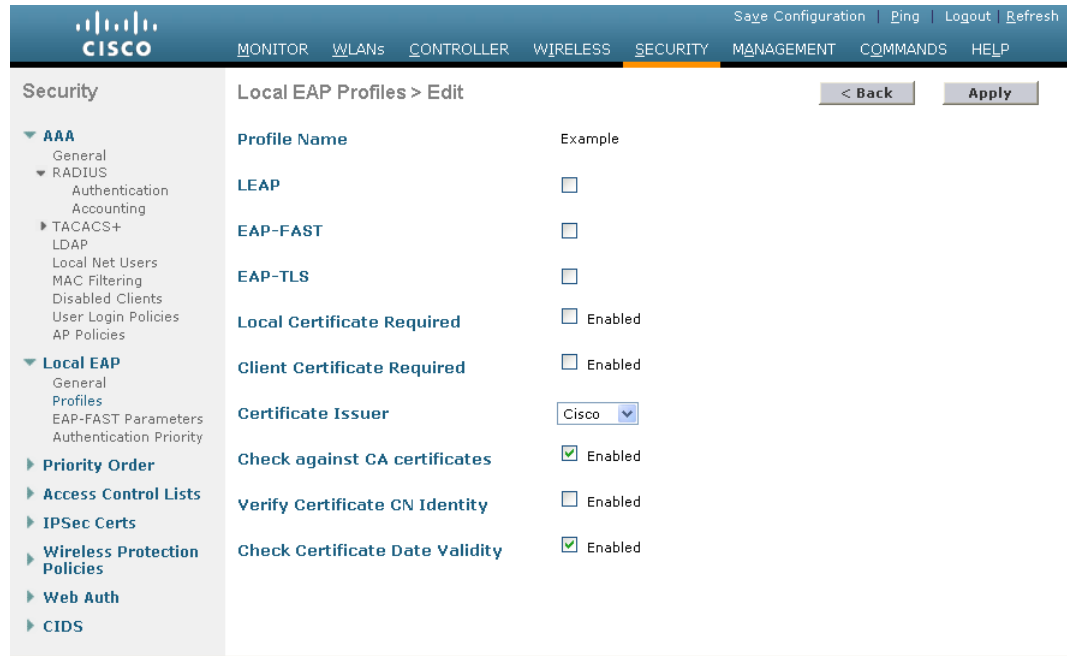 Save Configuration | Ping | Logout | Refresh
CISCO
MONITOR WLANs CONTROLLER WIRELESS SECURITY MANAGEMENT COMMANDS HELP
Security
Local EAP Profiles > Edit
< Back
Apply
AAA
General
RADIUS
Authentication
Accounting
TACACS+
LDAP
Local Net Users
MAC Filtering
Disabled Clients
User Login Policies
AP Policies
Local EAP
General
Profiles
EAP-FAST Parameters
Authentication Priority
Priority Order
Access Control Lists
IPSec Certs
Wireless Protection
Policies
Web Auth
CIDS
Profile Name Example
LEAP
EAP-FAST
EAP-TLS
Local Certificate Required Enabled
Client Certificate Required Enabled
Certificate Issuer Cisco
Check against CA certificates Enabled
Verify Certificate CN Identity Enabled
Check Certificate Date Validity Enabled